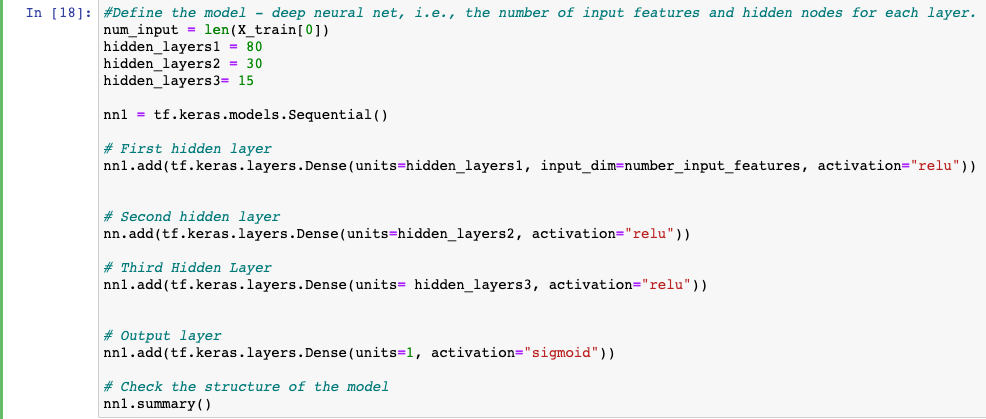 In [18]: #Define the model - deep neural net, i.e., the number of input features and hidden nodes for each layer.
num_input = len(X_train[0])
hidden_layers1 = 80
hidden_layers2 = 30
hidden_layers3= 15
nn1 = tf.keras.models.Sequential()
# First hidden layer
nn1.add(tf.keras.layers.Dense(units=hidden_layers1, input_dim=number_input_features, activation="relu"))
# Second hidden layer
nn.add(tf.keras.layers.Dense(units=hidden_layers2, activation="relu"))
# Third Hidden Layer
nn1.add(tf.keras.layers.Dense(units= hidden_layers3, activation="relu"))
# Output layer
nn1.add(tf.keras.layers.Dense(units=1, activation="sigmoid"))
# Check the structure of the model
nn1.summary()